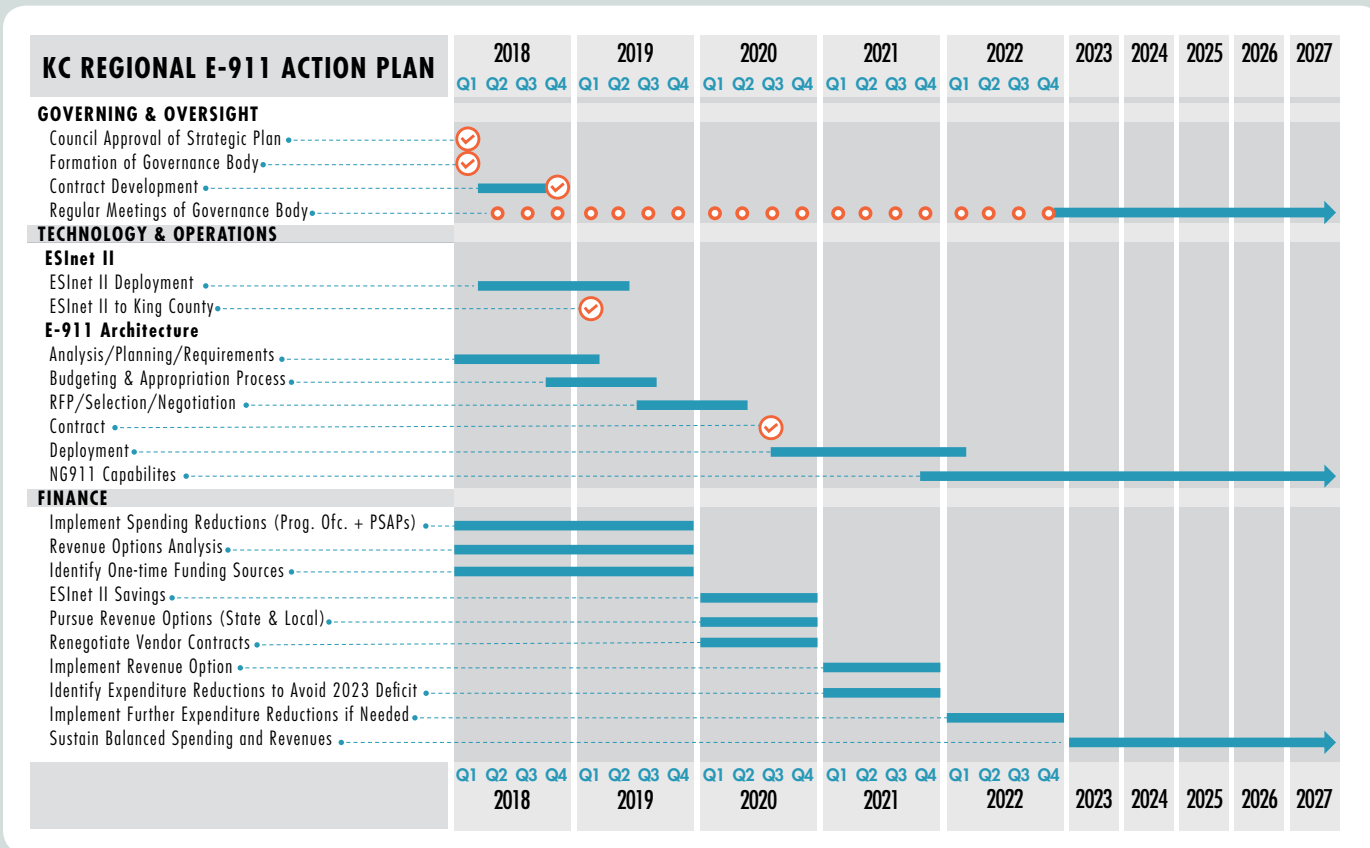 KC REGIONAL E-911 ACTION PLAN
2018 2019 2020 2021 2022 2023 2024 2025 2026 2027
Q1 Q2 Q3 Q4 Q1 Q2 Q3 Q4 Q1 Q2 Q3 Q4 Q1 Q2 Q3 Q4 Q1 Q2 Q3 Q4
GOVERNING & OVERSIGHT
Council Approval of Strategic Plan
Formation of Governance Body
Contract Development
Regular Meetings of Governance Body
TECHNOLOGY & OPERATIONS
ESInet II
ESInet II Deployment
ESInet II to King County
E-911 Architecture
Analysis/Planning/Requirements
Budgeting & Appropriation Process
RFP/Selection/Negotiation
Contract
Deployment
NG911 Capabilites
FINANCE
Implement Spending Reductions (Prog. Ofc. + PSAPs)
Revenue Options Analysis
Identify One-time Funding Sources
ESInet II Savings
Pursue Revenue Options (State & Local)
Renegotiate Vendor Contracts
Implement Revenue Option
Identify Expenditure Reductions to Avoid 2023 Deficit
Implement Further Expenditure Reductions if Needed
Sustain Balanced Spending and Revenues
Q1 Q2 Q3 Q4 Q1 Q2 Q3 Q4 Q1 Q2 Q3 Q4 Q1 Q2 Q3 Q4 Q1 Q2 Q3 Q4
2018 2019 2020 2021 2022 2023 2024 2025 2026 2027